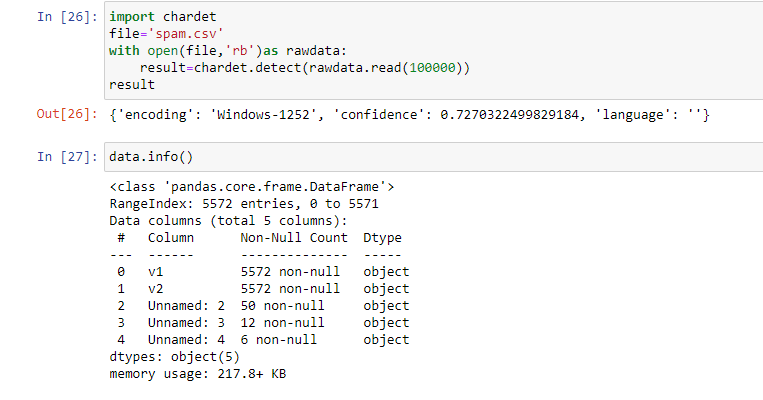 In [26]: import chardet
file='spam.csv'
with open(file,'rb')as rawdata:
    result=chardet.detect(rawdata.read(100000))
result
Out[26]: {'encoding': 'Windows-1252', 'confidence': 0.7270322499829184, 'language': ''}
In [27]: data.info()
<class 'pandas.core.frame.DataFrame'>
RangeIndex: 5572 entries, 0 to 5571
Data columns (total 5 columns):
 #   Column      Non-Null Count  Dtype
---  ------      --------------  -----
 0   v1          5572 non-null   object
 1   v2          5572 non-null   object
 2   Unnamed: 2  50 non-null     object
 3   Unnamed: 3  12 non-null     object
 4   Unnamed: 4  6 non-null      object
dtypes: object(5)
memory usage: 217.8+ KB